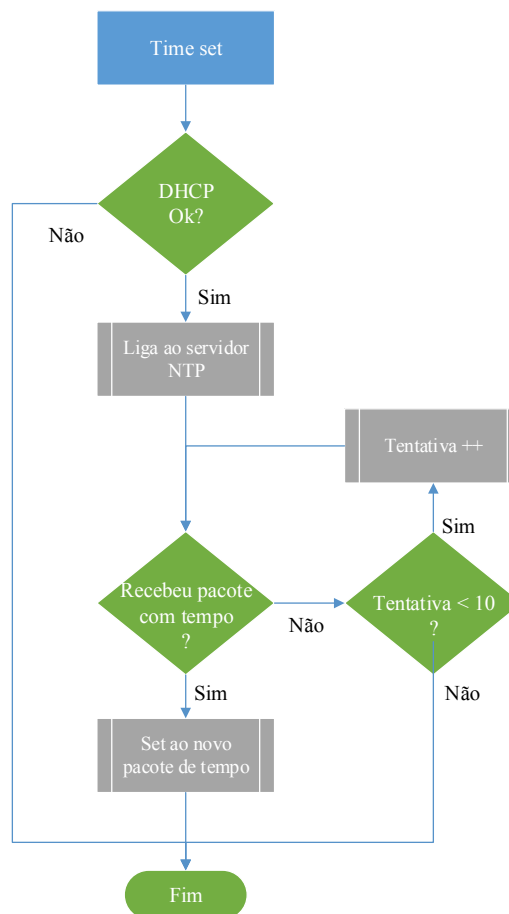 Time set
DHCP
Ok?
Não
Sim
Liga ao servidor
NTP
Tentativa ++
Sim
Recebeu pacote
com tempo
?
Não
Tentativa < 10
?
Sim
Não
Set ao novo
pacote de tempo
Fim